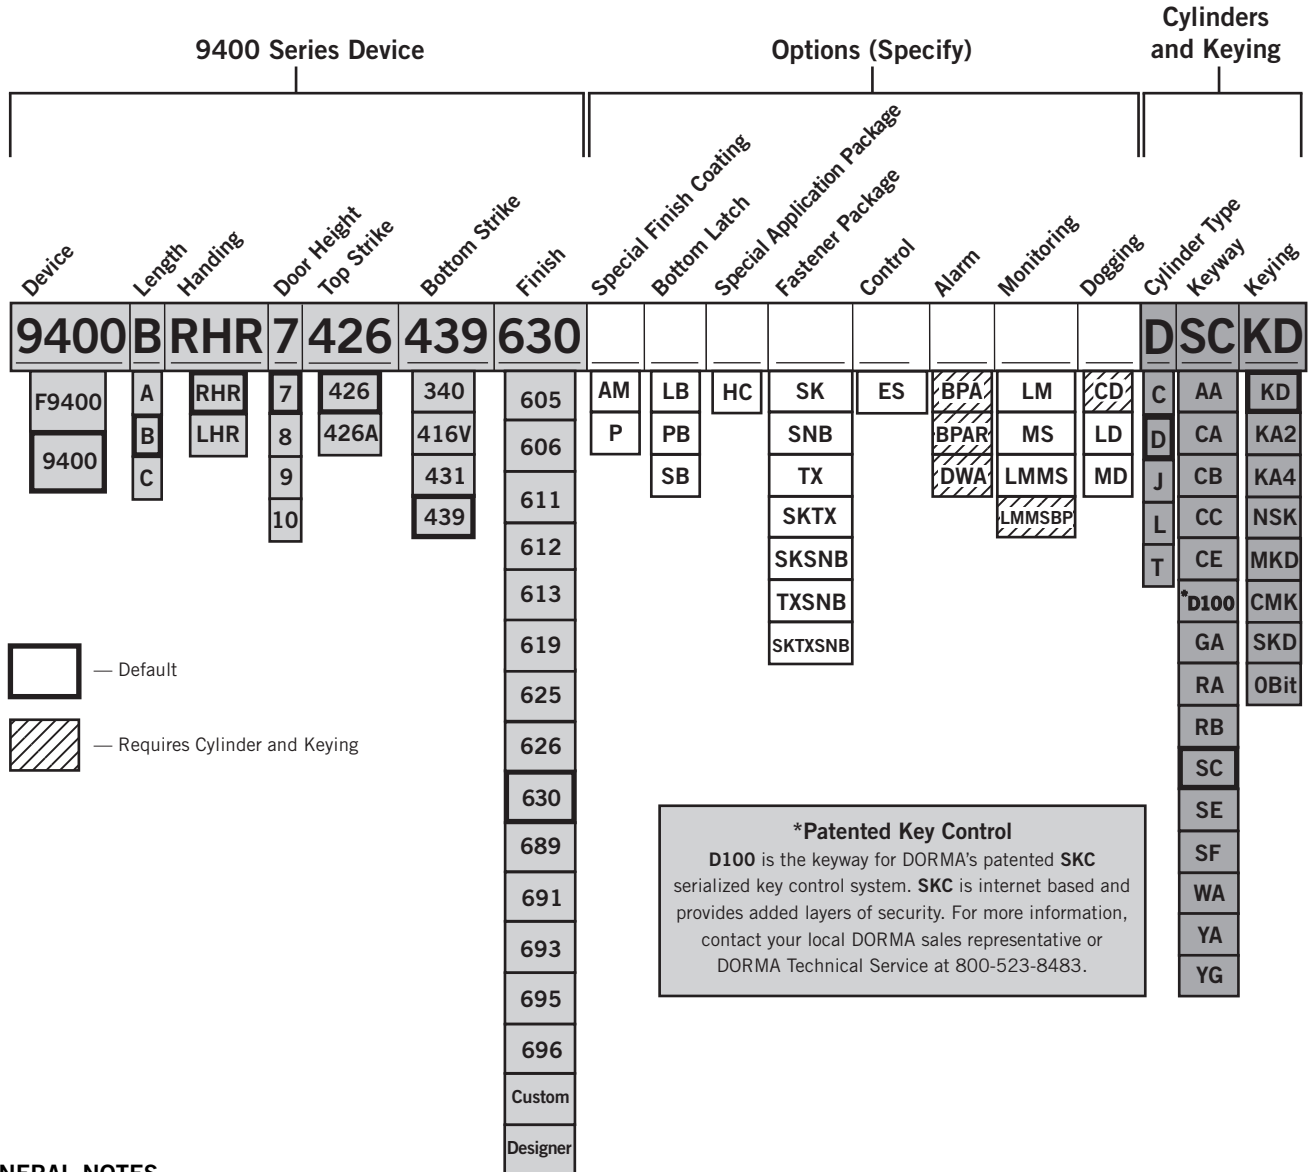 9400 Series Device
Options (Specify)
Cylinders
and Keying
Device
Length
Handing
Door Height
Top Strike
Bottom Strike
Finish
Special Finish Coating
Bottom Latch
Special Application Package
Fastener Package
Control
Alarm
Monitoring
Dogging
Cylinder Type
Keyway
Keying
9400 B RHR 7 426 439 630 D SC KD
F9400
9400
A
B
C
RHR
LHR
7
8
9
10
426
426A
340
416V
431
439
605
606
611
612
613
619
625
626
630
689
691
693
695
696
Custom
Designer
AM
P
LB
PB
SB
HC
SK
SNB
TX
SKTX
SKSNB
TXSNB
SKTXSNB
ES
BPA
BPAR
DWA
LM
MS
LMMS
LMMSBP
CD
LD
MD
C
D
J
L
T
AA
CA
CB
CC
CE
*D100
GA
RA
RB
SC
SE
SF
WA
YA
YG
KD
KA2
KA4
NSK
MKD
CMK
SKD
0Bit
— Default
— Requires Cylinder and Keying
*Patented Key Control
D100 is the keyway for DORMA's patented SKC
serialized key control system. SKC is internet based and
provides added layers of security. For more information,
contact your local DORMA sales representative or
DORMA Technical Service at 800-523-8483.
NERAL NOTES